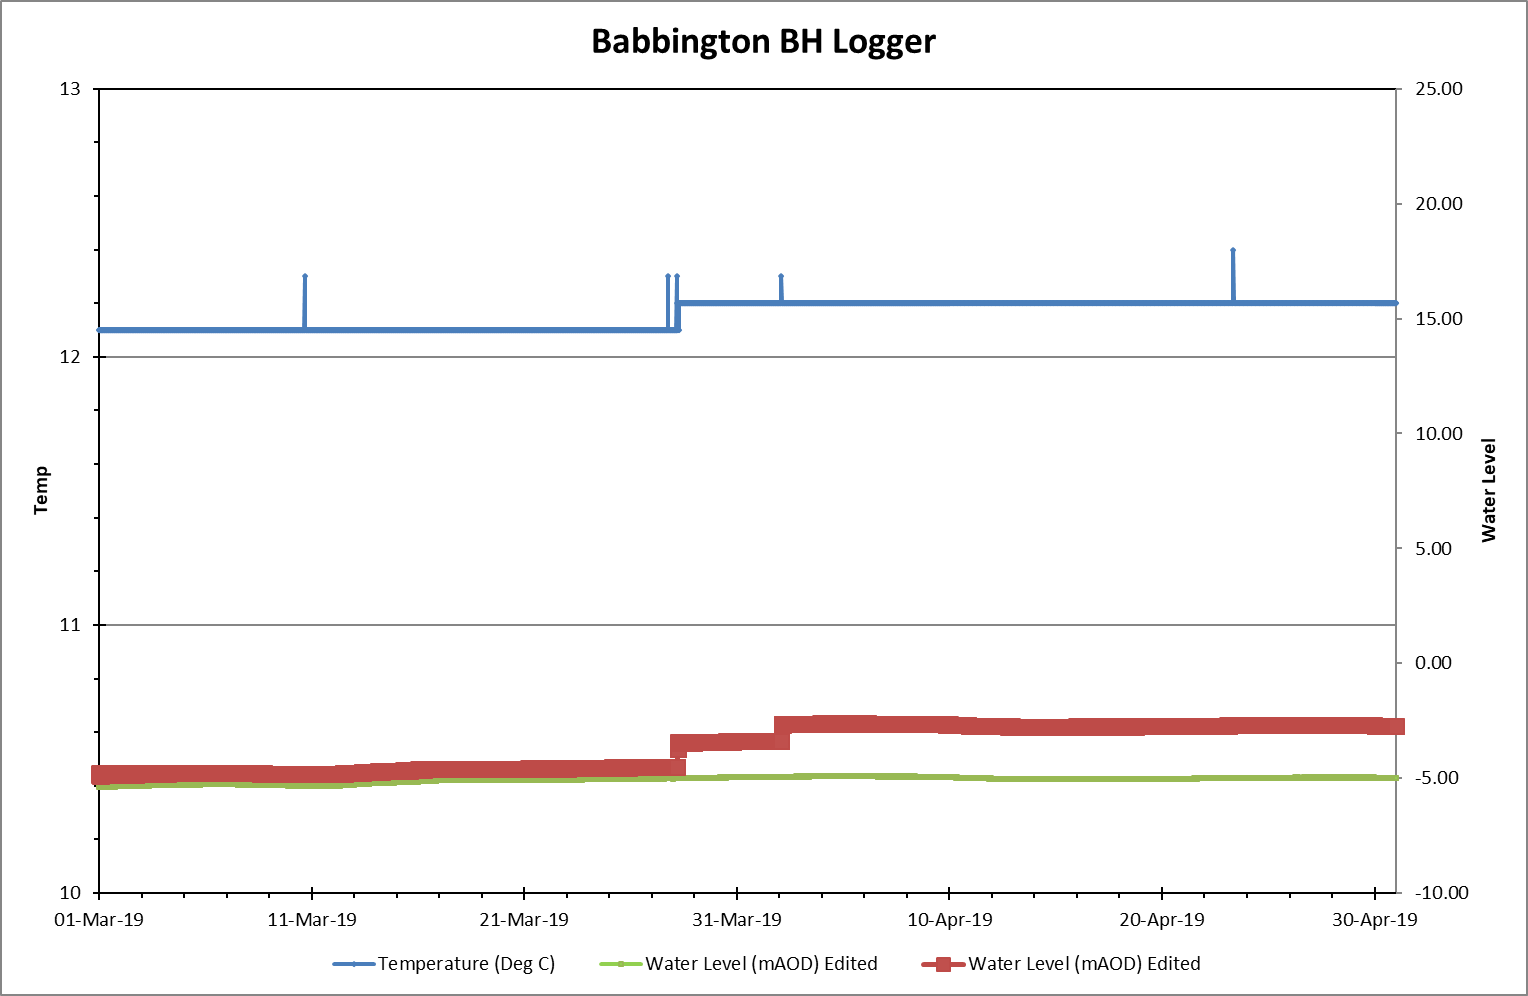 Babbington BH Logger
13
12
11
10
Temp
25.00
20.00
15.00
10.00
5.00
0.00
-5.00
-10.00
Water Level
01-Mar-19 11-Mar-19 21-Mar-19 31-Mar-19 10-Apr-19 20-Apr-19 30-Apr-19
Temperature (Deg C) Water Level (mAOD) Edited Water Level (mAOD) Edited